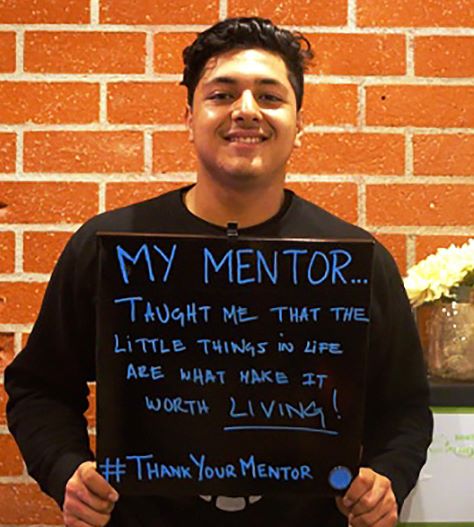 MY MENTOR...
TAUGHT ME THAT THE
LITTLE THINGS IN LIFE
ARE WHAT MAKE IT
WORTH LIVING!
#THANKYOURMENTOR